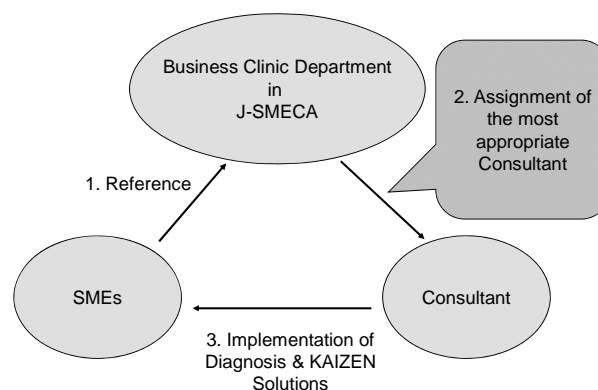 Business Clinic Department
in
J-SMECA
2. Assignment of
the most
appropriate
Consultant
1. Reference
SMEs
Consultant
3. Implementation of
Diagnosis & KAIZEN
Solutions